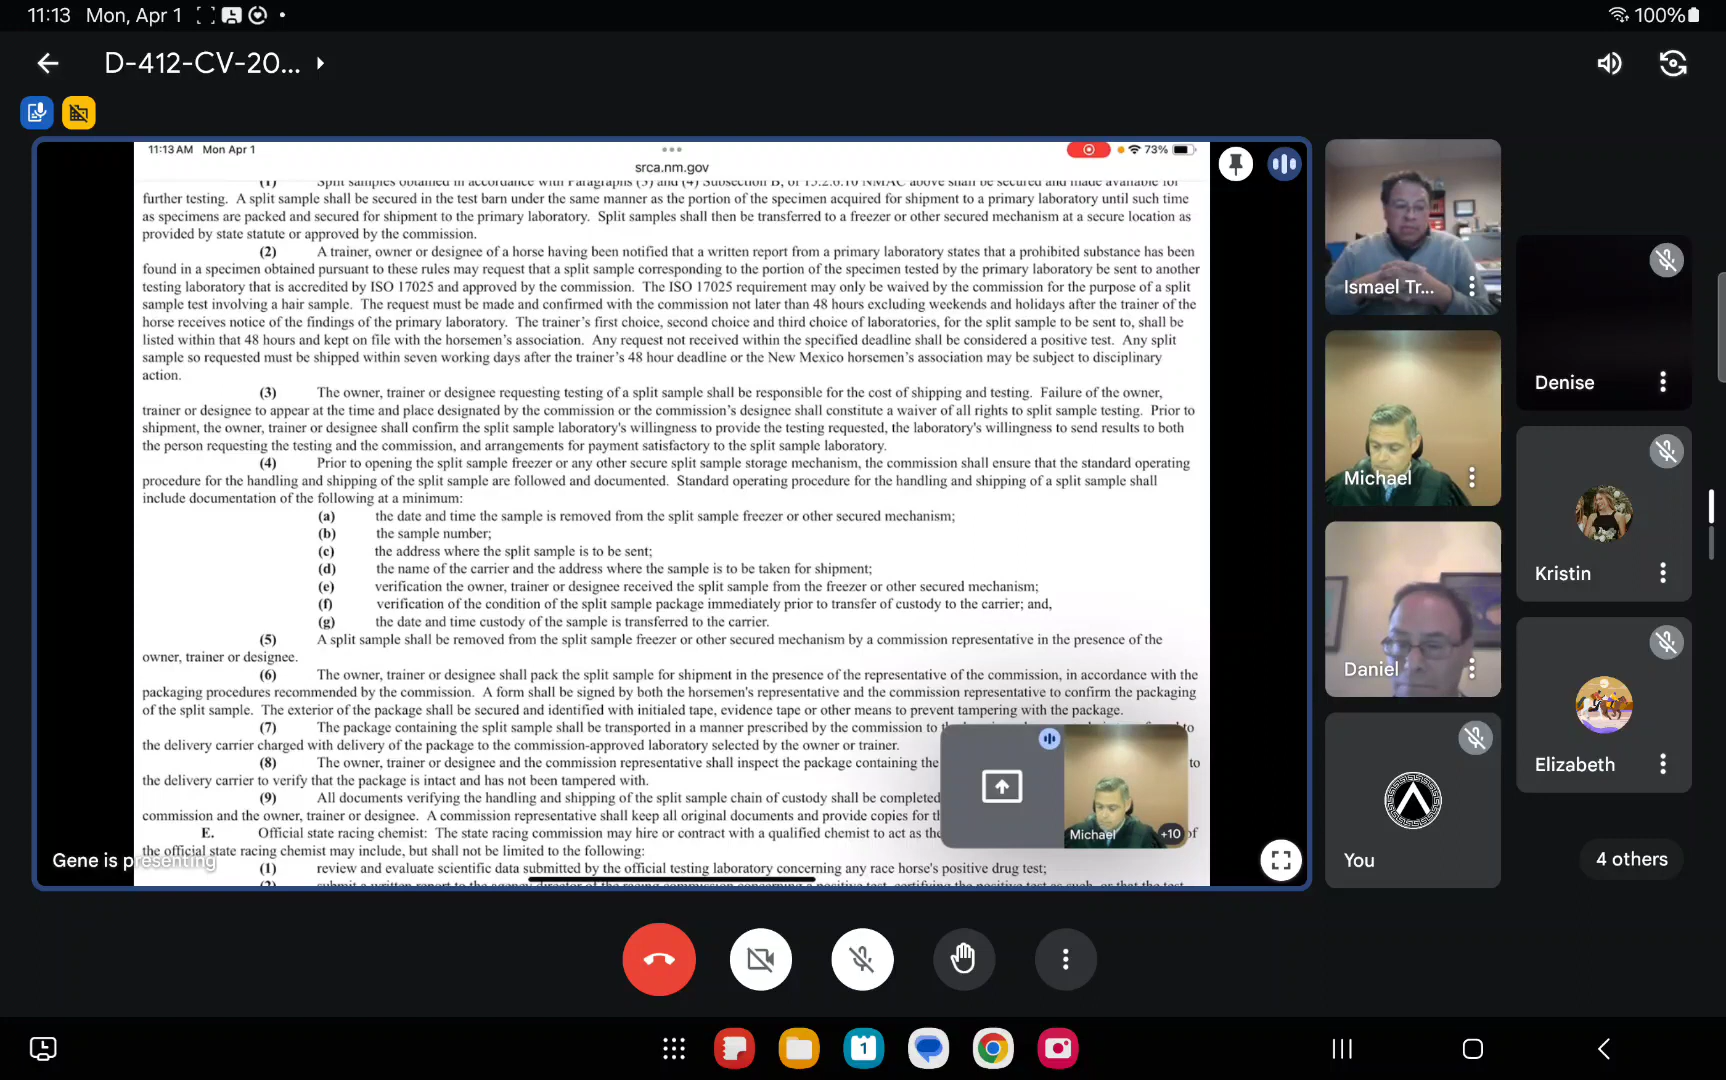 11:13 Mon, Apr 1
100%
D-412-CV-20...
11:13 AM Mon Apr 1
73%
srca.nm.gov
(1) Split samples obtained in accordance with Paragraphs (3) and (4) Subsection B, of 15.2.6.10 NMAC above shall be secured and made available for
further testing. A split sample shall be secured in the test barn under the same manner as the portion of the specimen acquired for shipment to a primary laboratory until such time
as specimens are packed and secured for shipment to the primary laboratory. Split samples shall then be transferred to a freezer or other secured mechanism at a secure location as
provided by state statute or approved by the commission.
(2) A trainer, owner or designee of a horse having been notified that a written report from a primary laboratory states that a prohibited substance has been
found in a specimen obtained pursuant to these rules may request that a split sample corresponding to the portion of the specimen tested by the primary laboratory be sent to another
testing laboratory that is accredited by ISO 17025 and approved by the commission. The ISO 17025 requirement may only be waived by the commission for the purpose of a split
sample test involving a hair sample. The request must be made and confirmed with the commission not later than 48 hours excluding weekends and holidays after the trainer of the
horse receives notice of the findings of the primary laboratory. The trainer's first choice, second choice and third choice of laboratories, for the split sample to be sent to, shall be
listed within that 48 hours and kept on file with the horsemen's association. Any request not received within the specified deadline shall be considered a positive test. Any split
sample so requested must be shipped within seven working days after the trainer's 48 hour deadline or the New Mexico horsemen's association may be subject to disciplinary
action.
(3) The owner, trainer or designee requesting testing of a split sample shall be responsible for the cost of shipping and testing. Failure of the owner,
trainer or designee to appear at the time and place designated by the commission or the commission's designee shall constitute a waiver of all rights to split sample testing. Prior to
shipment, the owner, trainer or designee shall confirm the split sample laboratory's willingness to provide the testing requested, the laboratory's willingness to send results to both
the person requesting the testing and the commission, and arrangements for payment satisfactory to the split sample laboratory.
(4) Prior to opening the split sample freezer or any other secure split sample storage mechanism, the commission shall ensure that the standard operating
procedure for the handling and shipping of the split sample are followed and documented. Standard operating procedure for the handling and shipping of a split sample shall
include documentation of the following at a minimum:
(a) the date and time the sample is removed from the split sample freezer or other secured mechanism;
(b) the sample number;
(c) the address where the split sample is to be sent;
(d) the name of the carrier and the address where the sample is to be taken for shipment;
(e) verification the owner, trainer or designee received the split sample from the freezer or other secured mechanism;
(f) verification of the condition of the split sample package immediately prior to transfer of custody to the carrier; and,
(g) the date and time custody of the sample is transferred to the carrier.
(5) A split sample shall be removed from the split sample freezer or other secured mechanism by a commission representative in the presence of the
owner, trainer or designee.
(6) The owner, trainer or designee shall pack the split sample for shipment in the presence of the representative of the commission, in accordance with the
packaging procedures recommended by the commission. A form shall be signed by both the horsemen's representative and the commission representative to confirm the packaging
of the split sample. The exterior of the package shall be secured and identified with initialed tape, evidence tape or other means to prevent tampering with the package.
(7) The package containing the split sample shall be transported in a manner prescribed by the commission to
the delivery carrier charged with delivery of the package to the commission-approved laboratory selected by the owner or trainer.
(8) The owner, trainer or designee and the commission representative shall inspect the package containing the to
the delivery carrier to verify that the package is intact and has not been tampered with.
(9) All documents verifying the handling and shipping of the split sample chain of custody shall be completed
commission and the owner, trainer or designee. A commission representative shall keep all original documents and provide copies for
E. Official state racing chemist: The state racing commission may hire or contract with a qualified chemist to act as the of
the official state racing chemist may include, but shall not be limited to the following:
(1) review and evaluate scientific data submitted by the official testing laboratory concerning any race horse's positive drug test;
Gene is presenting
Michael
+10
Ismael Tr...
Michael
Daniel
You
Denise
Kristin
Elizabeth
4 others
1